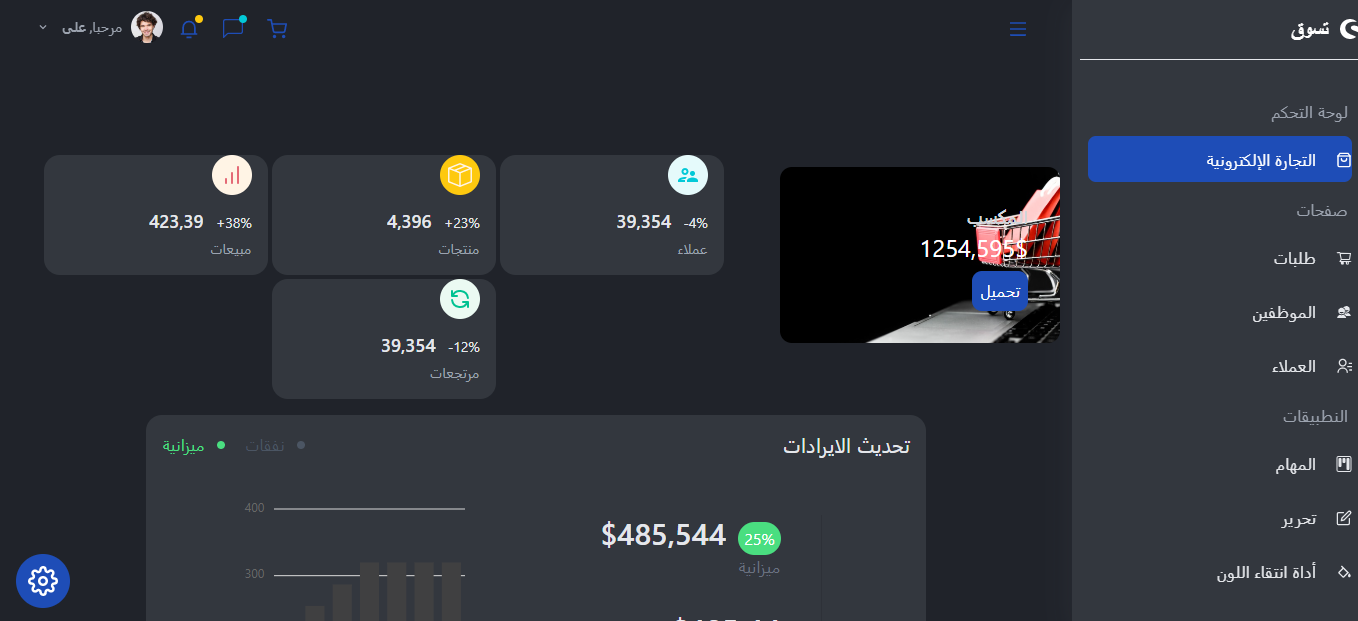 تسوق
مرحبا, علي
لوحة التحكم
التجارة الإلكترونية
صفحات
طلبات
الموظفين
العملاء
التطبيقات
المهام
تحرير
أداة انتقاء اللون
المكسب
1254,595$
تحميل
39,354 -4%
عملاء
4,396 +23%
منتجات
423,39 +38%
مبيعات
39,354 -12%
مرتجعات
تحديث الايرادات
نفقات
ميزانية
$485,544 25%
ميزانية
400
300